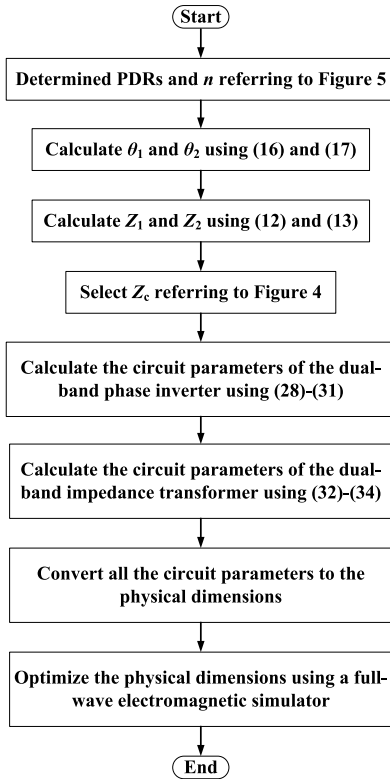 Start
Determined PDRs and n referring to Figure 5
Calculate θ₁ and θ₂ using (16) and (17)
Calculate Z₁ and Z₂ using (12) and (13)
Select Zc referring to Figure 4
Calculate the circuit parameters of the dual-
band phase inverter using (28)-(31)
Calculate the circuit parameters of the dual-
band impedance transformer using (32)-(34)
Convert all the circuit parameters to the
physical dimensions
Optimize the physical dimensions using a full-
wave electromagnetic simulator
End